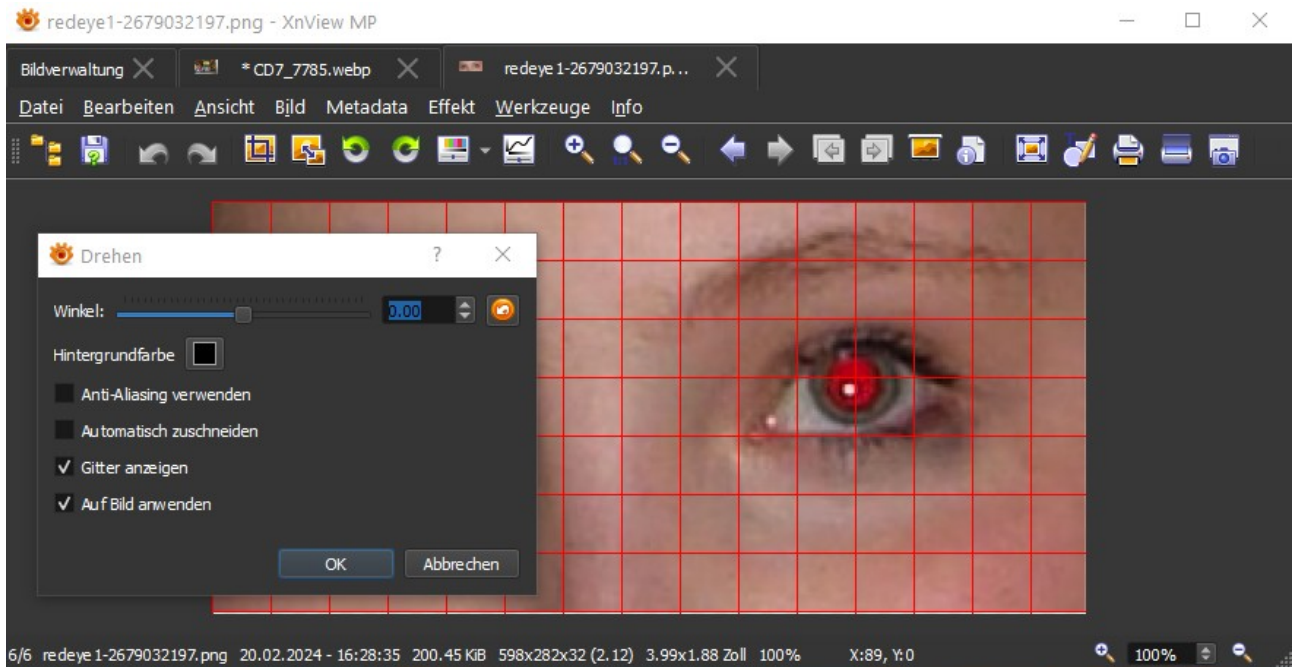 redeye1-2679032197.png - XnView MP
Bildverwaltung * CD7_7785.webp redeye1-2679032197.p...
Datei Bearbeiten Ansicht Bild Metadata Effekt Werkzeuge Info
Drehen ?
Winkel: 0.00
Hintergrundfarbe
Anti-Aliasing verwenden
Automatisch zuschneiden
Gitter anzeigen
Auf Bild anwenden
OK Abbrechen
6/6 redeye1-2679032197.png 20.02.2024 - 16:28:35 200.45 KiB 598x282x32 (2.12) 3.99x1.88 Zoll 100% X:89, Y:0 100%